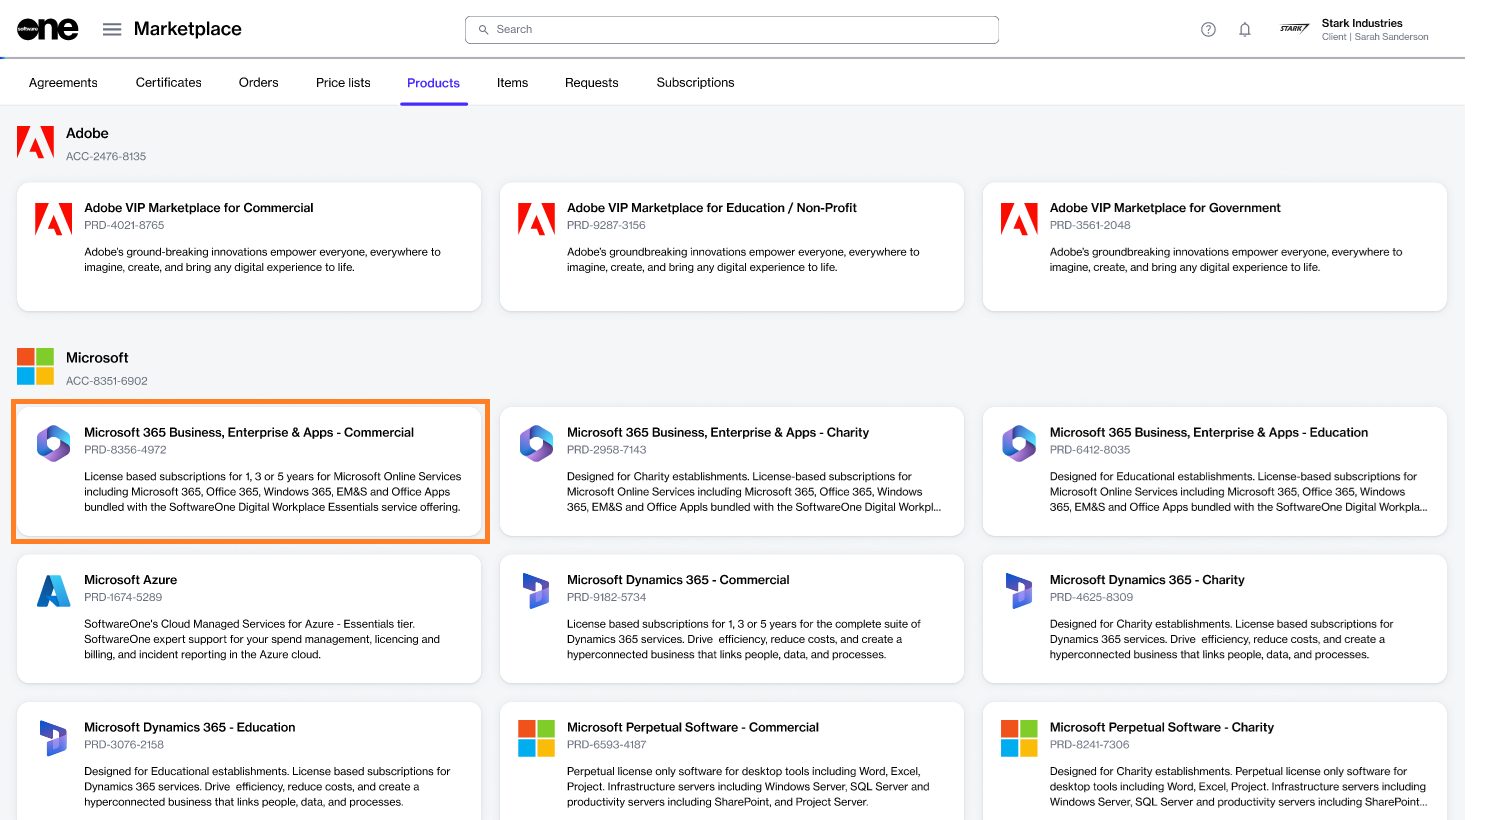 software one
Marketplace
Search
STARK
Stark Industries
Client | Sarah Sanderson
Agreements
Certificates
Orders
Price lists
Products
Items
Requests
Subscriptions
Adobe
ACC-2476-8135
Adobe VIP Marketplace for Commercial
PRD-4021-8765
Adobe's ground-breaking innovations empower everyone, everywhere to
imagine, create, and bring any digital experience to life.
Adobe VIP Marketplace for Education / Non-Profit
PRD-9287-3156
Adobe's groundbreaking innovations empower everyone, everywhere to
imagine, create, and bring any digital experience to life.
Adobe VIP Marketplace for Government
PRD-3561-2048
Adobe's groundbreaking innovations empower everyone, everywhere to
imagine, create, and bring any digital experience to life.
Microsoft
ACC-8351-6902
Microsoft 365 Business, Enterprise & Apps - Commercial
PRD-8356-4972
License based subscriptions for 1, 3 or 5 years for Microsoft Online Services
including Microsoft 365, Office 365, Windows 365, EM&S and Office Apps
bundled with the SoftwareOne Digital Workplace Essentials service offering.
Microsoft 365 Business, Enterprise & Apps - Charity
PRD-2958-7143
Designed for Charity establishments. License-based subscriptions for
Microsoft Online Services including Microsoft 365, Office 365, Windows
365, EM&S and Office Appls bundled with the SoftwareOne Digital Workpl...
Microsoft 365 Business, Enterprise & Apps - Education
PRD-6412-8035
Designed for Educational establishments. License-based subscriptions for
Microsoft Online Services including Microsoft 365, Office 365, Windows
365, EM&S and Office Apps bundled with the SoftwareOne Digital Workpla...
Microsoft Azure
PRD-1674-5289
SoftwareOne's Cloud Managed Services for Azure - Essentials tier.
SoftwareOne expert support for your spend management, licencing and
billing, and incident reporting in the Azure cloud.
Microsoft Dynamics 365 - Commercial
PRD-9182-5734
License based subscriptions for 1, 3 or 5 years for the complete suite of
Dynamics 365 services. Drive  efficiency, reduce costs, and create a
hyperconnected business that links people, data, and processes.
Microsoft Dynamics 365 - Charity
PRD-4625-8309
Designed for Charity establishments. License based subscriptions for
Dynamics 365 services. Drive  efficiency, reduce costs, and create a
hyperconnected business that links people, data, and processes.
Microsoft Dynamics 365 - Education
PRD-3076-2158
Designed for Educational establishments. License based subscriptions for
Dynamics 365 services. Drive  efficiency, reduce costs, and create a
hyperconnected business that links people, data, and processes.
Microsoft Perpetual Software - Commercial
PRD-6593-4187
Perpetual license only software for desktop tools including Word, Excel,
Project. Infrastructure servers including Windows Server, SQL Server and
productivity servers including SharePoint, and Project Server.
Microsoft Perpetual Software - Charity
PRD-8241-7306
Designed for Charity establishments. Perpetual license only software for
desktop tools including Word, Excel, Project. Infrastructure servers including
Windows Server, SQL Server and productivity servers including SharePoint...